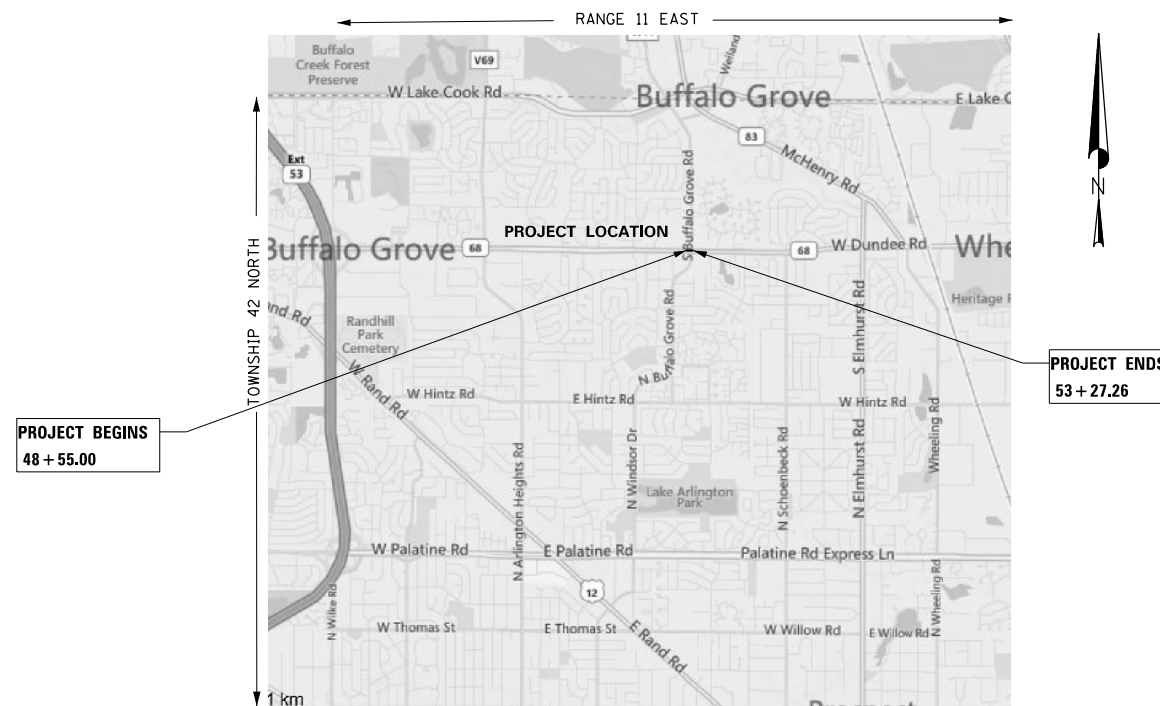 RANGE 11 EAST
Buffalo
Creek Forest
Preserve
V69
Weiland
W Lake Cook Rd
Buffalo Grove
E Lake C
83
McHenry Rd
Ext
53
S Buffalo Grove Rd
PROJECT LOCATION
Buffalo Grove
68
68
W Dundee Rd
Whe
TOWNSHIP 42 NORTH
N
Heritage P
and Rd
Randhill
Park
Cemetery
N Buffalo Grove Rd
S Elmhurst Rd
N Buffal
PROJECT ENDS
53+27.26
W Rand Rd
W Hintz Rd
E Hintz Rd
W Hintz Rd
PROJECT BEGINS
48+55.00
N Arlington Heights Rd
N Windsor Dr
Lake Arlington
Park
N Schoenbeck Rd
N Elmhurst Rd
Wheeling Rd
W Palatine Rd
E Palatine Rd
Palatine Rd Express Ln
12
N Wilke Rd
N Wheeling Rd
W Thomas St
E Thomas St
E Rand Rd
W Willow Rd
E Willow Rd
1 km
Prospect